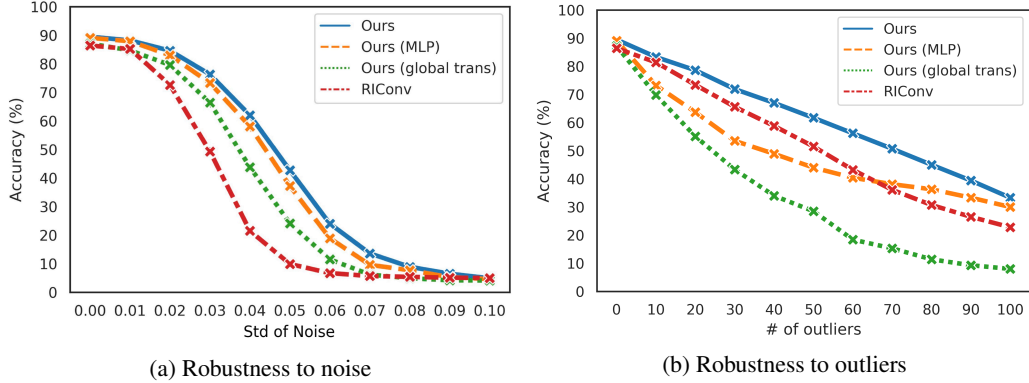 100
90
80
70
60
50
40
30
20
10
0
Accuracy (%)
Ours
Ours (MLP)
Ours (global trans)
RIConv
0.00 0.01 0.02 0.03 0.04 0.05 0.06 0.07 0.08 0.09 0.10
Std of Noise
(a) Robustness to noise
100
90
80
70
60
50
40
30
20
10
0
Accuracy (%)
Ours
Ours (MLP)
Ours (global trans)
RIConv
0 10 20 30 40 50 60 70 80 90 100
# of outliers
(b) Robustness to outliers